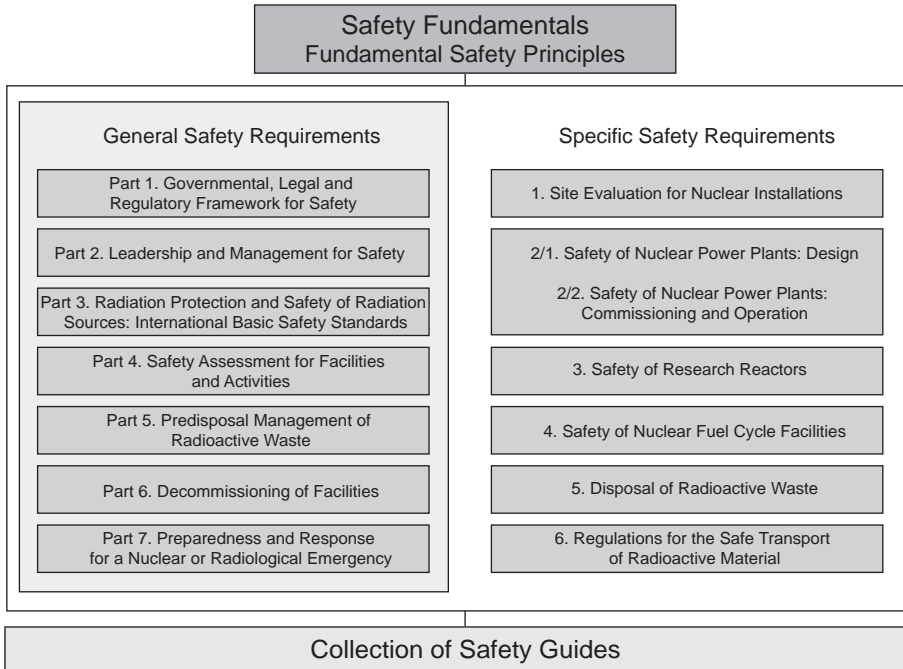 Safety Fundamentals
Fundamental Safety Principles
General Safety Requirements
Part 1. Governmental, Legal and
Regulatory Framework for Safety
Part 2. Leadership and Management for Safety
Part 3. Radiation Protection and Safety of Radiation
Sources: International Basic Safety Standards
Part 4. Safety Assessment for Facilities
and Activities
Part 5. Predisposal Management of
Radioactive Waste
Part 6. Decommissioning of Facilities
Part 7. Preparedness and Response
for a Nuclear or Radiological Emergency
Specific Safety Requirements
1. Site Evaluation for Nuclear Installations
2/1. Safety of Nuclear Power Plants: Design
2/2. Safety of Nuclear Power Plants:
Commissioning and Operation
3. Safety of Research Reactors
4. Safety of Nuclear Fuel Cycle Facilities
5. Disposal of Radioactive Waste
6. Regulations for the Safe Transport
of Radioactive Material
Collection of Safety Guides